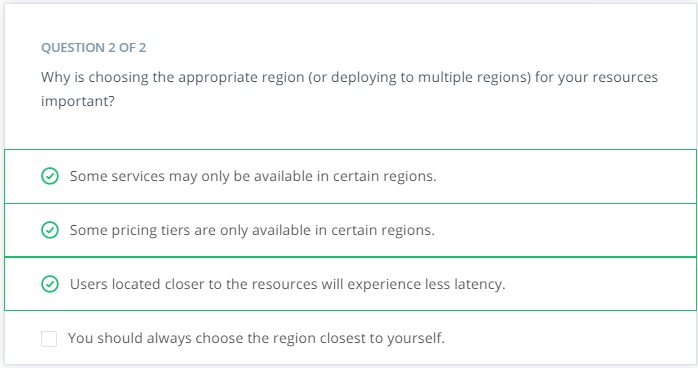 QUESTION 2 OF 2
Why is choosing the appropriate region (or deploying to multiple regions) for your resources
important?
Some services may only be available in certain regions.
Some pricing tiers are only available in certain regions.
Users located closer to the resources will experience less latency.
You should always choose the region closest to yourself.